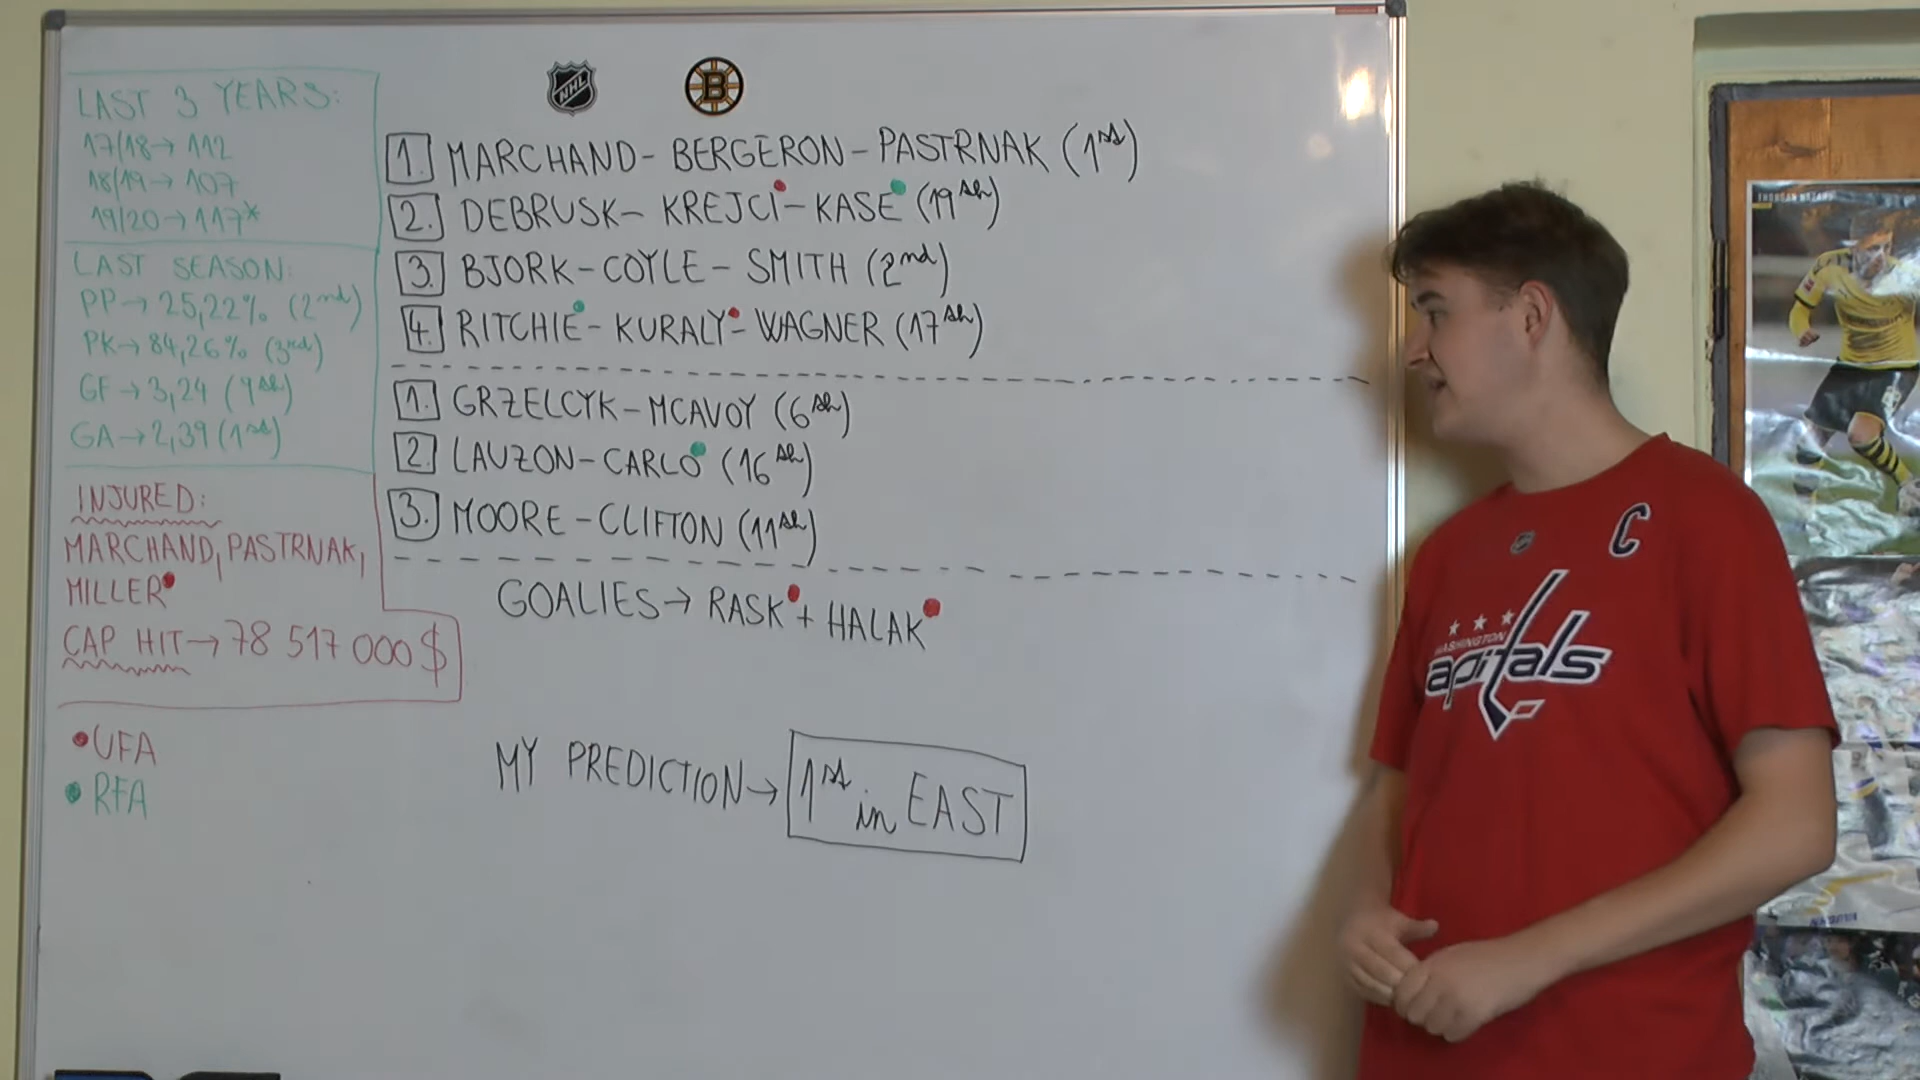 LAST 3 YEARS:
17/18→ 112
18/19→ 107
19/20→ 117*
LAST SEASON:
PP→ 25,22% (2nd)
PK→ 84,26% (3rd)
GF→ 3,24 (9th)
GA→ 2,39 (1st)
INJURED:
MARCHAND, PASTRNAK,
MILLER
CAP HIT→ 78 517 000$
UFA
RFA
NHL
B
1. MARCHAND- BERGERON- PASTRNAK (1st)
2. DEBRUSK- KREJCI- KASE (19th)
3. BJORK-COYLE- SMITH (2nd)
4. RITCHIE- KURALY- WAGNER (17th)
1. GRZELCYK-MCAVOY (6th)
2. LAUZON-CARLO (16th)
3. MOORE-CLIFTON (11th)
GOALIES→ RASK + HALAK
MY PREDICTION→ 1st in EAST
C
WASHINGTON
capitals